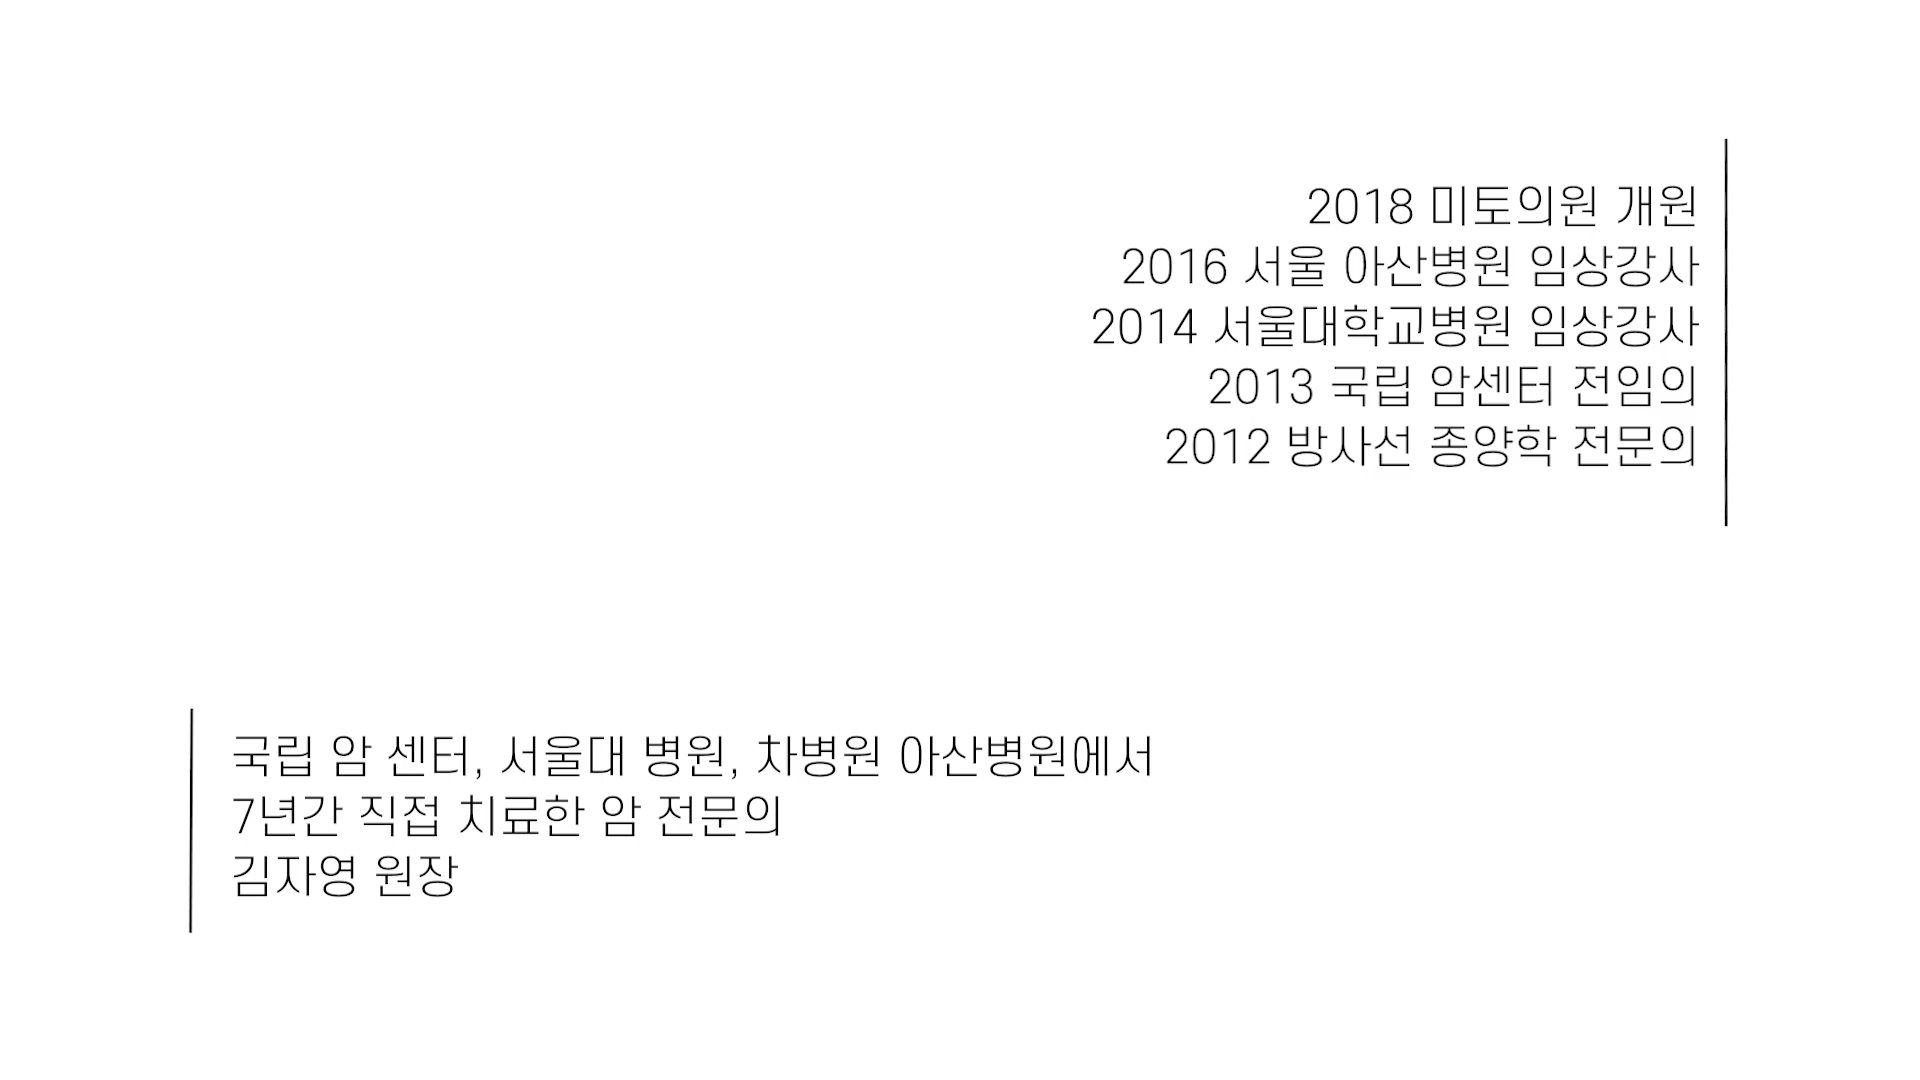 2018 미토의원 개원
2016 서울 아산병원 임상강사
2014 서울대학교병원 임상강사
2013 국립 암센터 전임의
2012 방사선 종양학 전문의
국립 암 센터, 서울대 병원, 차병원 아산병원에서
7년간 직접 치료한 암 전문의
김자영 원장